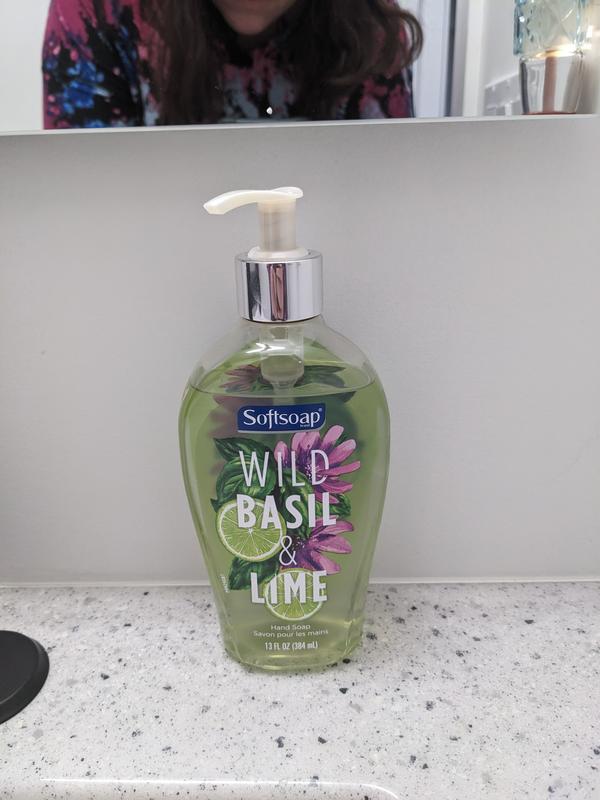 Softsoap®
WILD
BASIL
&
LIME
Hand Soap
Savon pour les mains
13 FL OZ (384 mL)